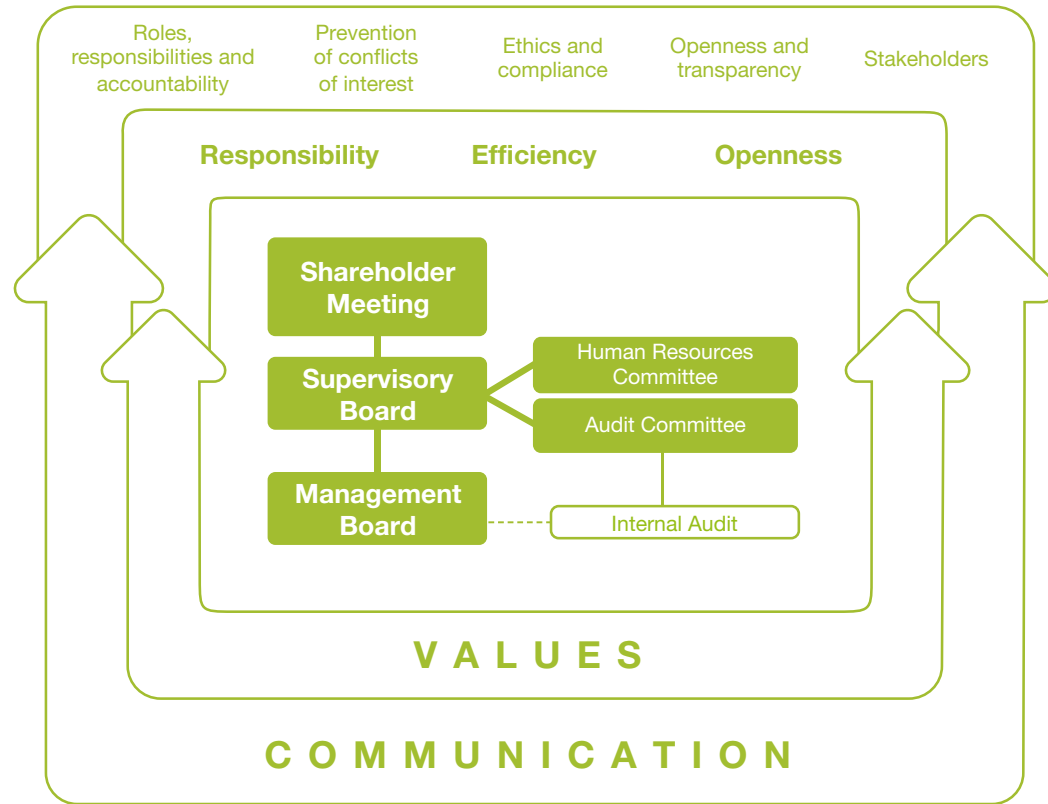 Roles,
responsibilities and
accountability
Prevention
of conflicts
of interest
Ethics and
compliance
Openness and
transparency
Stakeholders
Responsibility
Efficiency
Openness
Shareholder
Meeting
Supervisory
Board
Human Resources
Committee
Audit Committee
Management
Board
Internal Audit
VALUES
COMMUNICATION